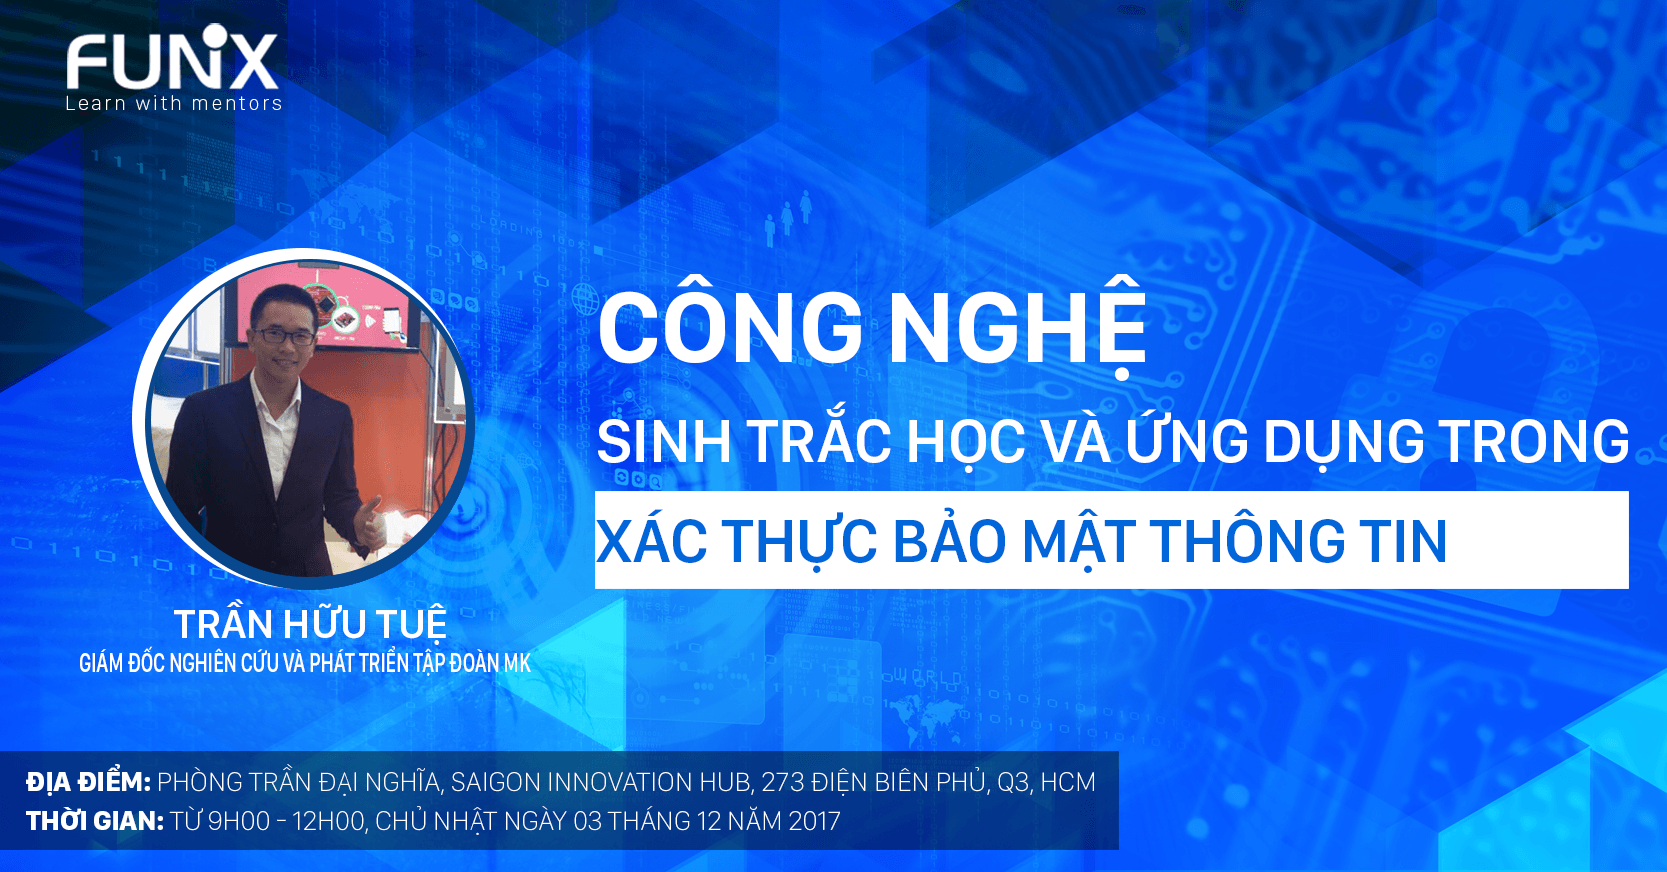 FUNiX
Learn with mentors
CÔNG NGHỆ
SINH TRẮC HỌC VÀ ỨNG DỤNG TRONG
XÁC THỰC BẢO MẬT THÔNG TIN
TRẦN HỮU TUỆ
GIÁM ĐỐC NGHIÊN CỨU VÀ PHÁT TRIỂN TẬP ĐOÀN MK
WORLD
ĐỊA ĐIỂM: PHÒNG TRẦN ĐẠI NGHĨA, SAIGON INNOVATION HUB, 273 ĐIỆN BIÊN PHỦ, Q3, HCM
THỜI GIAN: TỪ 9H00 - 12H00, CHỦ NHẬT NGÀY 03 THÁNG 12 NĂM 2017